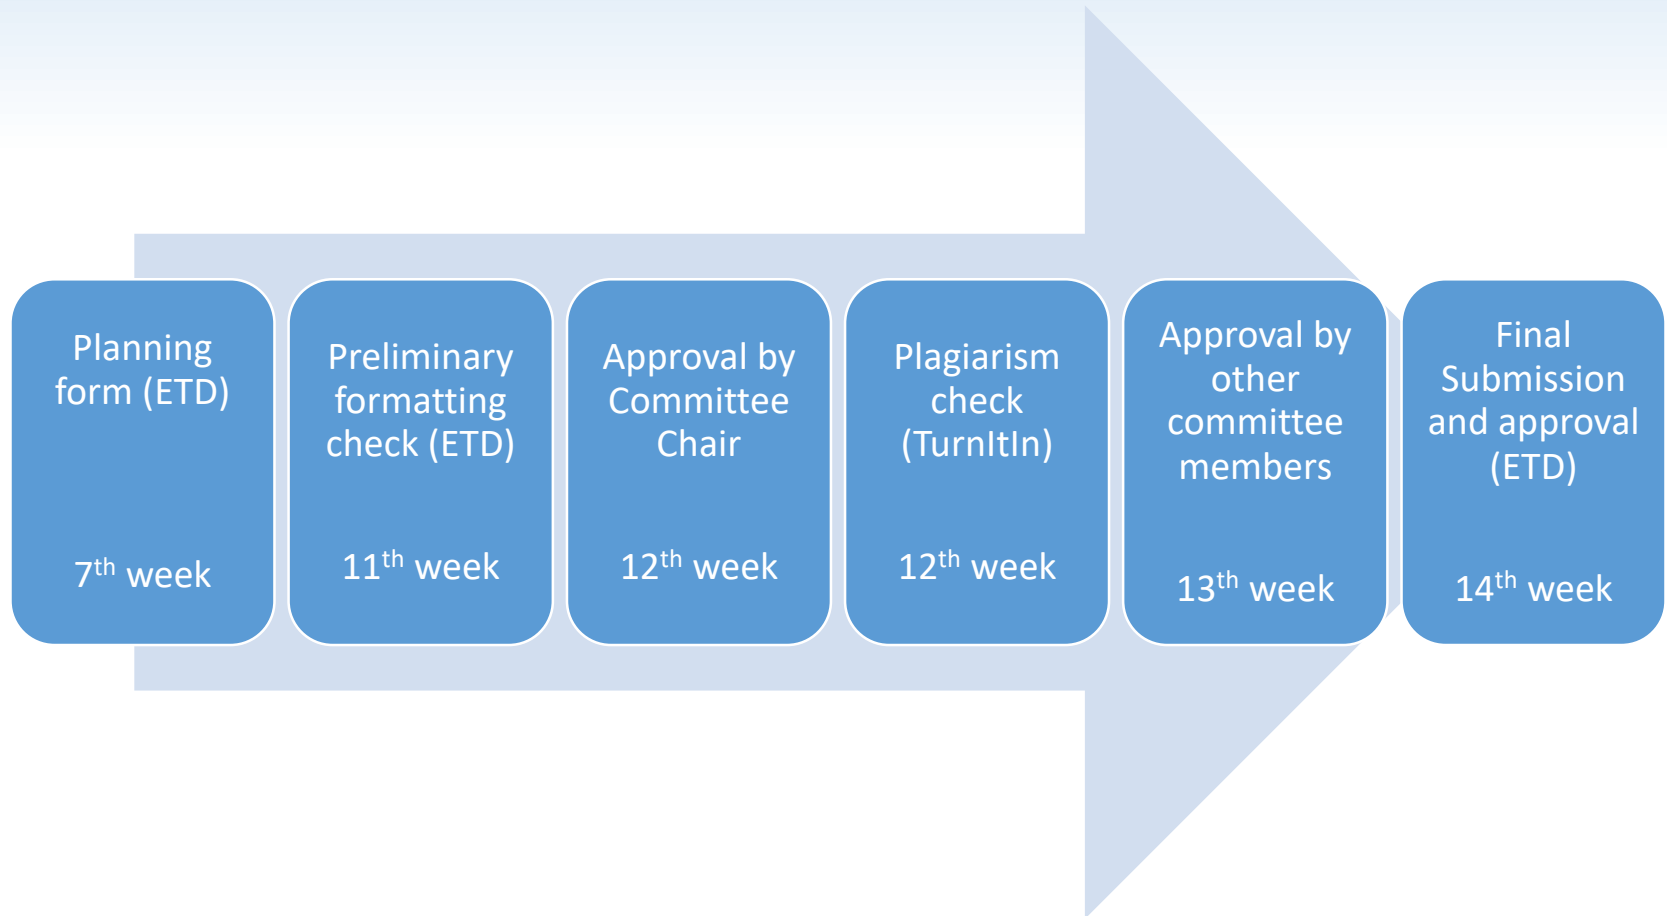 Planning
form (ETD)
7th week
Preliminary
formatting
check (ETD)
11th week
Approval by
Committee
Chair
12th week
Plagiarism
check
(TurnItIn)
12th week
Approval by
other
committee
members
13th week
Final
Submission
and approval
(ETD)
14th week